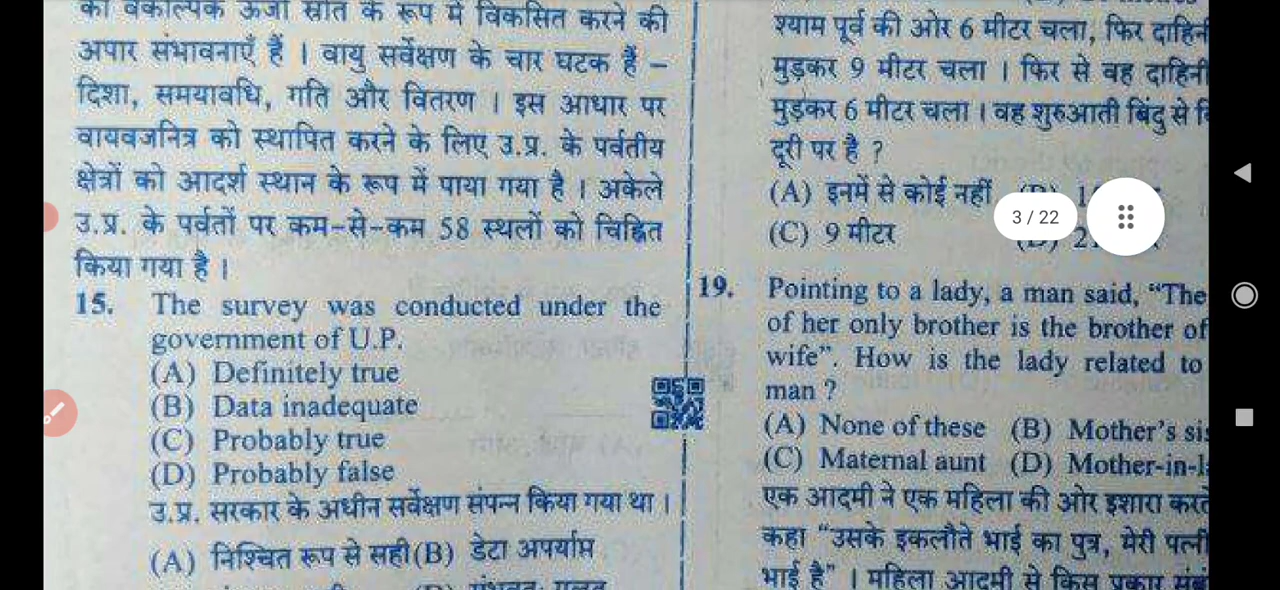 को वैकल्पिक ऊर्जा स्रोत के रूप में विकसित करने की
अपार संभावनाएँ हैं । वायु सर्वेक्षण के चार घटक हैं –
दिशा, समयावधि, गति और वितरण । इस आधार पर
वायवजनित्र को स्थापित करने के लिए उ.प्र. के पर्वतीय
क्षेत्रों को आदर्श स्थान के रूप में पाया गया है । अकेले
उ.प्र. के पर्वतों पर कम-से-कम 58 स्थलों को चिह्नित
किया गया है ।
15. The survey was conducted under the
government of U.P.
(A) Definitely true
(B) Data inadequate
(C) Probably true
(D) Probably false
उ.प्र. सरकार के अधीन सर्वेक्षण संपन्न किया गया था ।
(A) निश्चित रूप से सही (B) डेटा अपर्याप्त
श्याम पूर्व की ओर 6 मीटर चला, फिर
मुड़कर 9 मीटर चला । फिर से वह
मुड़कर 6 मीटर चला । वह शुरुआती बिंदु से
दूरी पर है ?
(A) इनमें से कोई नहीं
(C) 9 मीटर
3 / 22
19. Pointing to a lady, a man said, “The
of her only brother is the brother of
wife”. How is the lady related to
man ?
(A) None of these (B) Mother’s
(C) Maternal aunt (D)
एक आदमी ने एक महिला की ओर इशारा
कहा “उसके इकलौते भाई का पुत्र, मेरी पत्नी
भाई है” । महिला आदमी से किस प्रकार